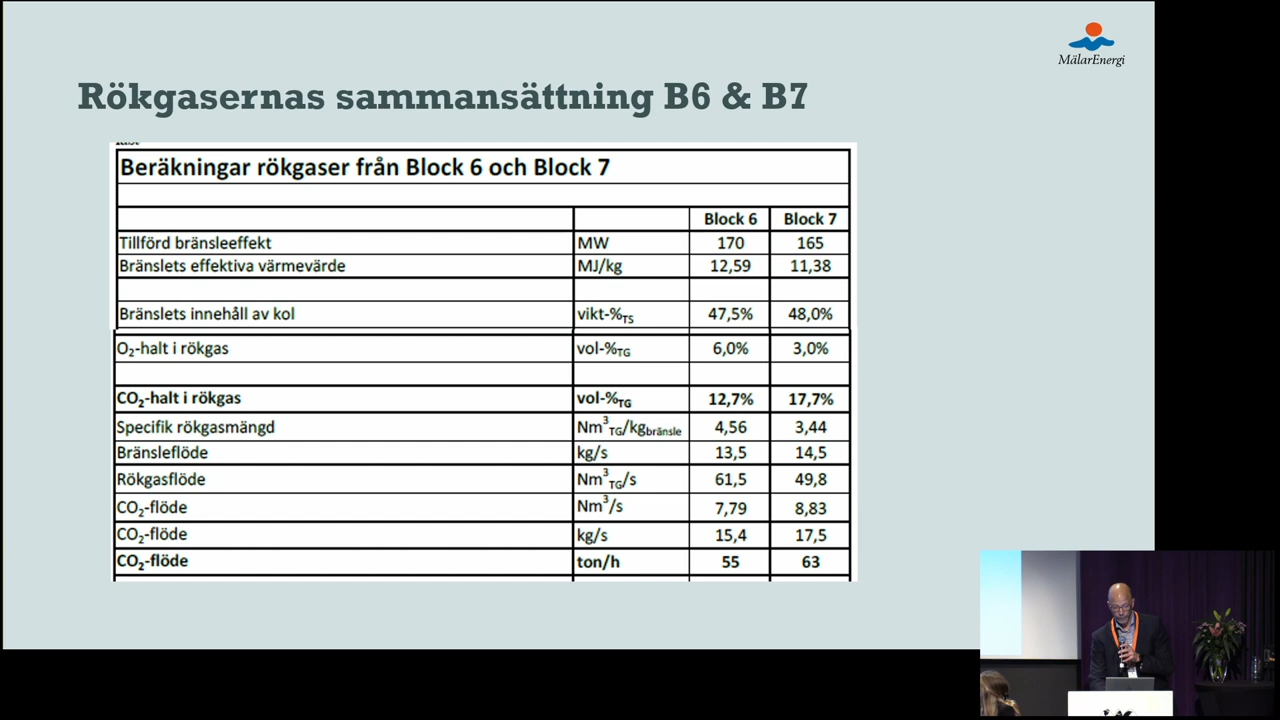 MälarEnergi
Rökgasernas sammansättning B6 & B7
Beräkningar rökgaser från Block 6 och Block 7
Block 6 Block 7
Tillförd bränsleeffekt MW 170 165
Bränslets effektiva värmevärde MJ/kg 12,59 11,38
Bränslets innehåll av kol vikt-%TS 47,5% 48,0%
O₂-halt i rökgas vol-%TG 6,0% 3,0%
CO₂-halt i rökgas vol-%TG 12,7% 17,7%
Specifik rökgasmängd Nm³TG/kgbränsle 4,56 3,44
Bränsleflöde kg/s 13,5 14,5
Rökgasflöde Nm³TG/s 61,5 49,8
CO₂-flöde Nm³/s 7,79 8,83
CO₂-flöde kg/s 15,4 17,5
CO₂-flöde ton/h 55 63